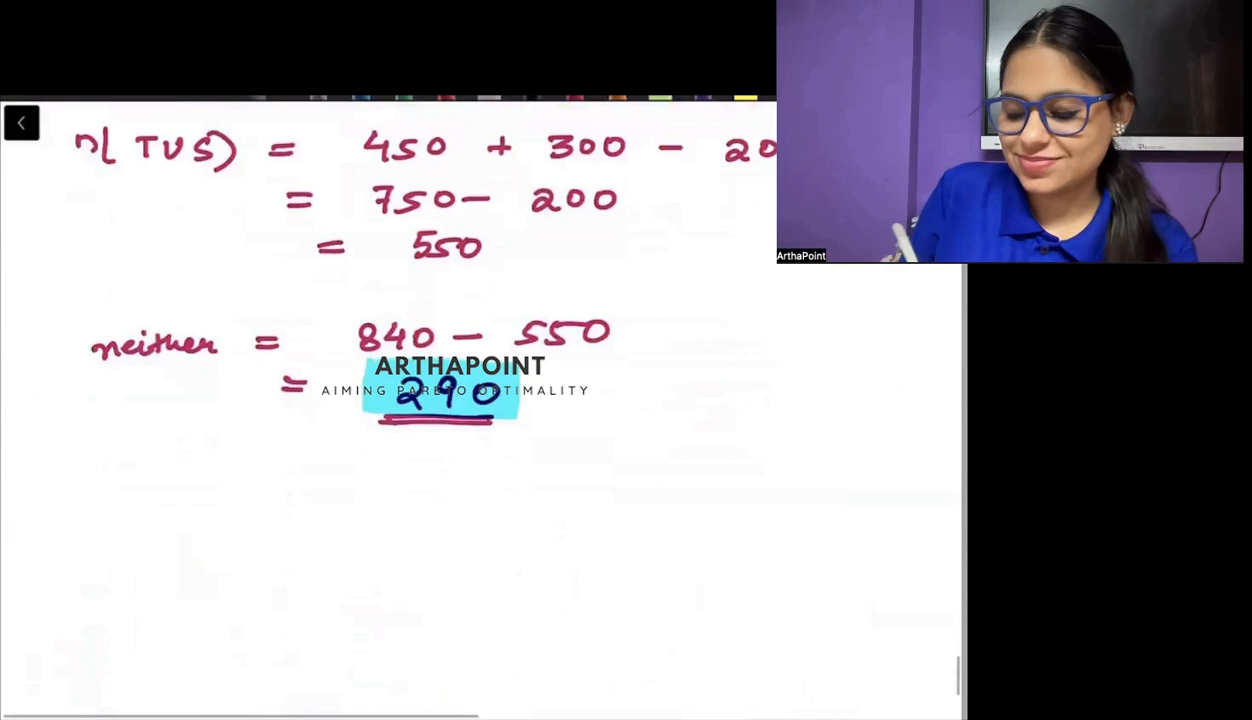 n(TUS) = 450 + 300 - 20
= 750- 200
= 550
neither = 840 - 550
= 290
ARTHAPOINT
AIMING PARETO OPTIMALITY
ArthaPoint